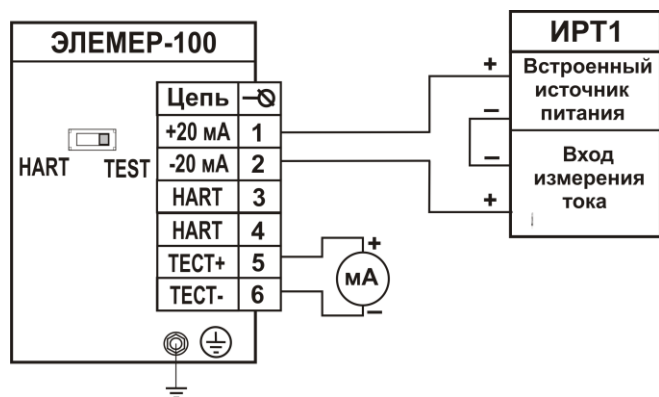 ЭЛЕМЕР-100
HART TEST
Цепь
+20 мА 1
-20 мА 2
HART 3
HART 4
ТЕСТ+ 5
ТЕСТ- 6
+
мА
–
ИРТ1
+
Встроенный
источник
питания
–
–
Вход
измерения
тока
+